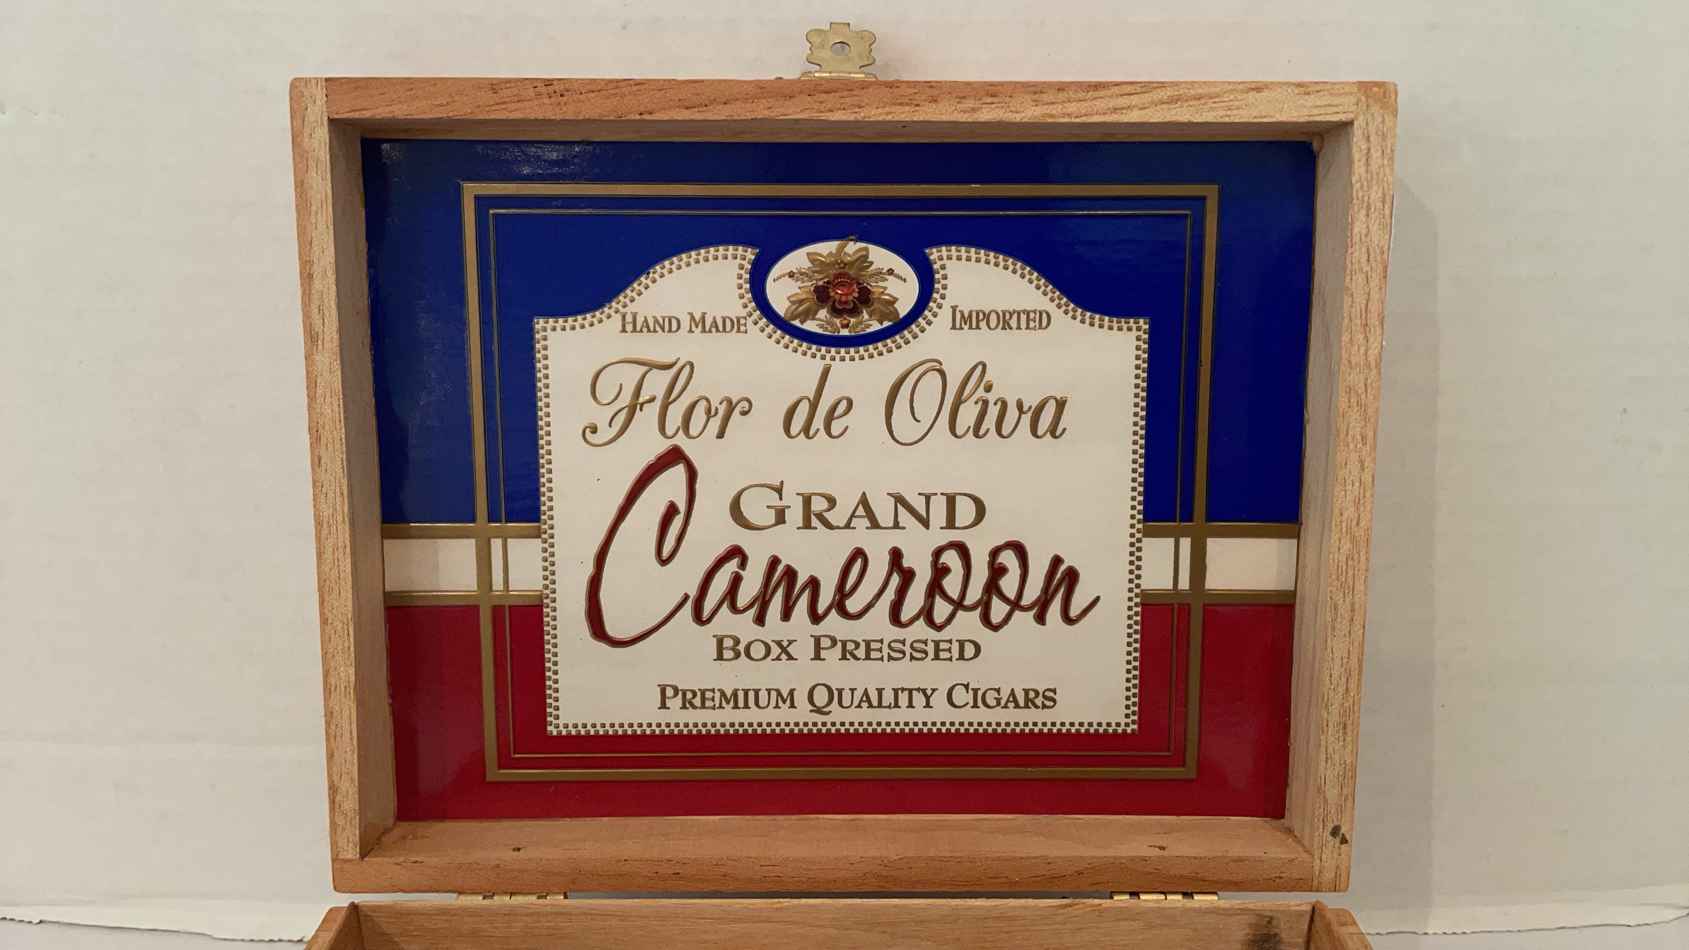 HAND MADE IMPORTED
Flor de Oliva
GRAND
Cameroon
BOX PRESSED
PREMIUM QUALITY CIGARS